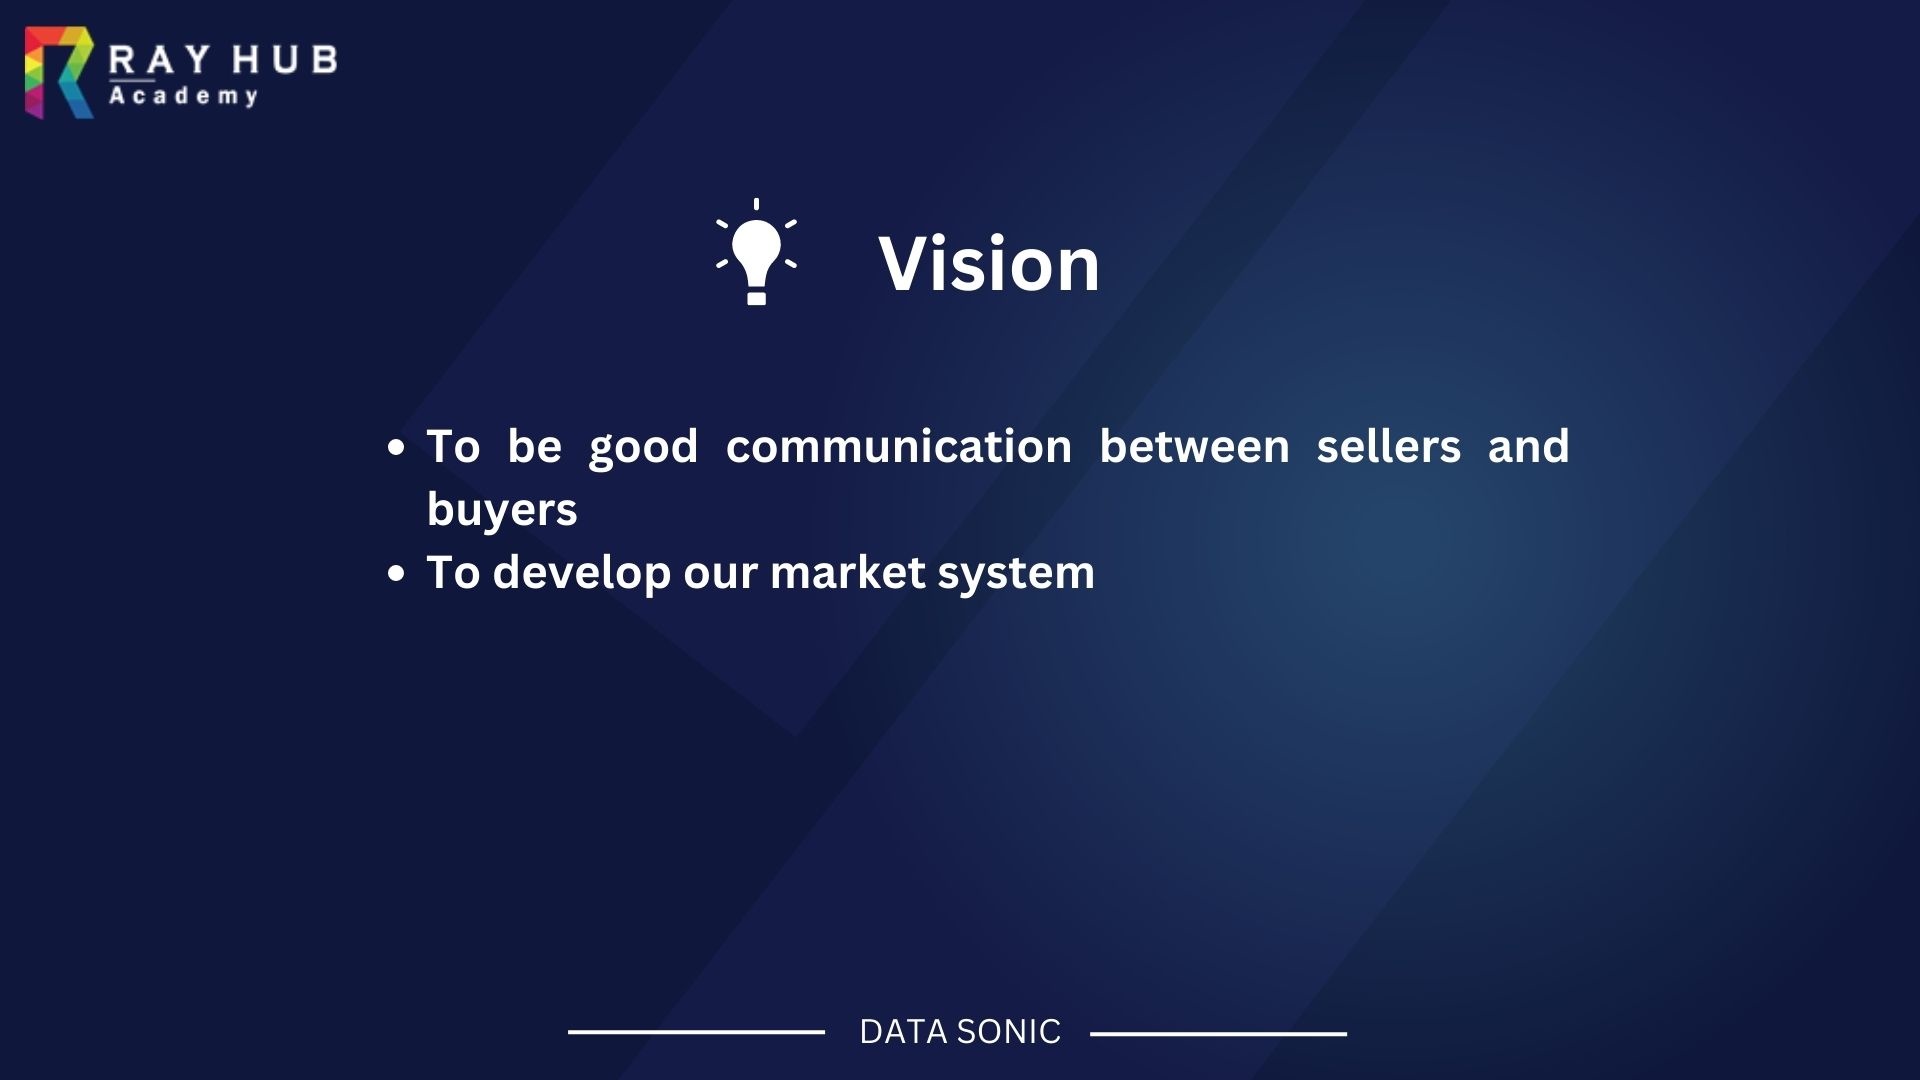 RAY HUB
Academy
Vision
• To be good communication between sellers and
buyers
• To develop our market system
DATA SONIC